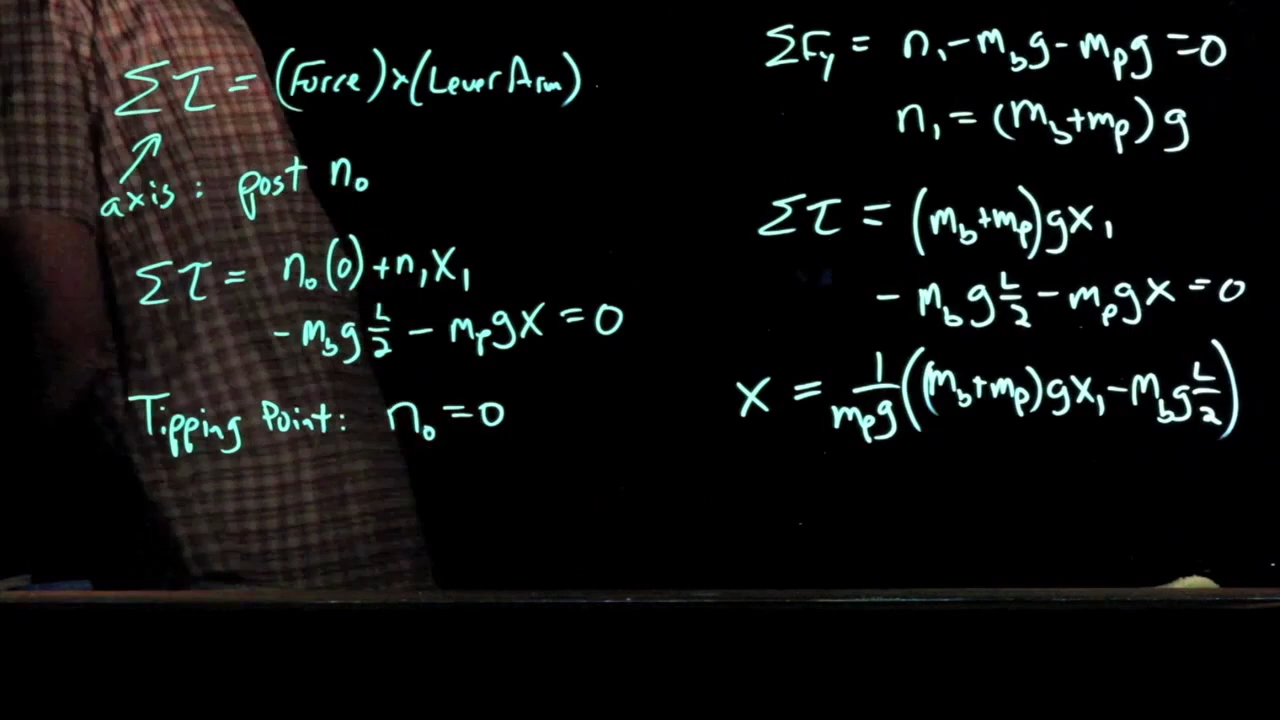 Στ = (Force)×(Lever Arm)
axis: post n₀
Στ = n₀(0) + n₁x₁
- m_b g L/2 - m_p g x = 0
Tipping Point: n₀ = 0
ΣFy = n₁ - m_b g - m_p g = 0
n₁ = (m_b + m_p) g
Στ = (m_b + m_p) g x₁
- m_b g L/2 - m_p g x = 0
x = 1/(m_p g) ((m_b + m_p) g x₁ - m_b g L/2)